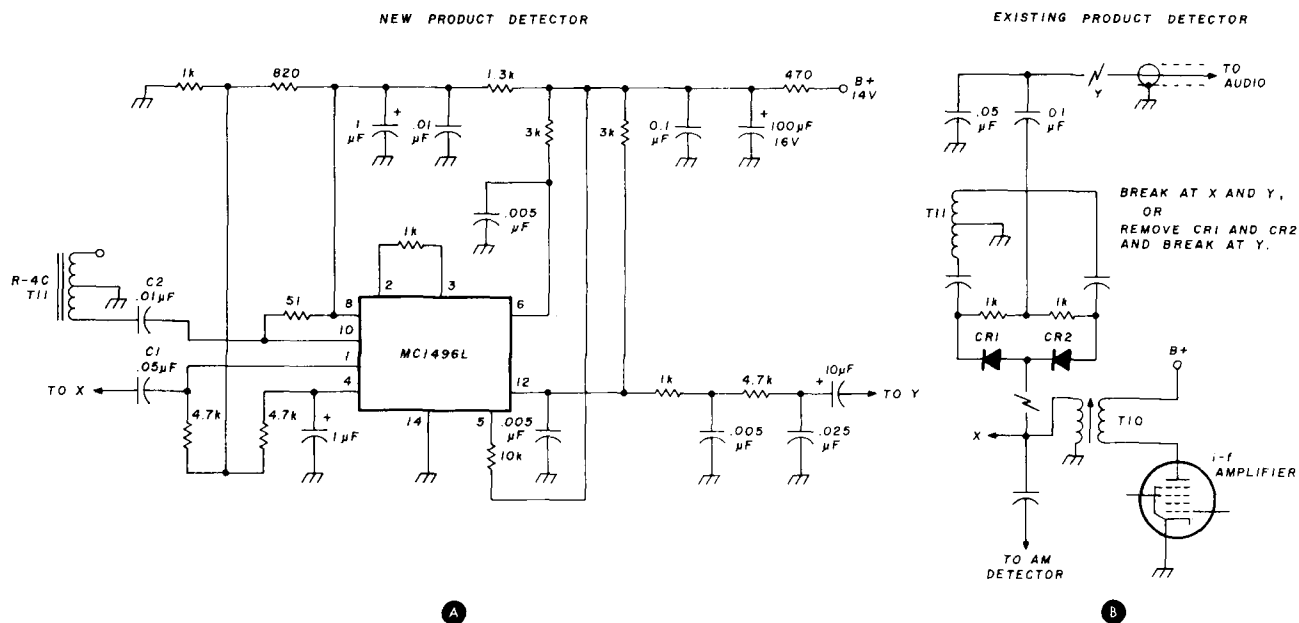 NEW PRODUCT DETECTOR
1k
820
1.3k
470
B+
14V
1
µF
+
.01
µF
3k
3k
0.1
µF
+
100µF
16V
.005
µF
1k
R-4C
T11
C2
.01µF
51
2
3
8
10
1
4
6
12
5
14
MC1496L
C1
.05µF
TO X
4.7k
4.7k
+
1µF
.005
µF
10k
1k
4.7k
+
10µF
TO Y
.005
µF
.025
µF
A
EXISTING PRODUCT DETECTOR
Y
TO
AUDIO
.05
µF
01
µF
T11
BREAK AT X AND Y,
OR
REMOVE CR1 AND CR2
AND BREAK AT Y.
1k
1k
CR1
CR2
B+
X
T10
i-f
AMPLIFIER
TO AM
DETECTOR
B